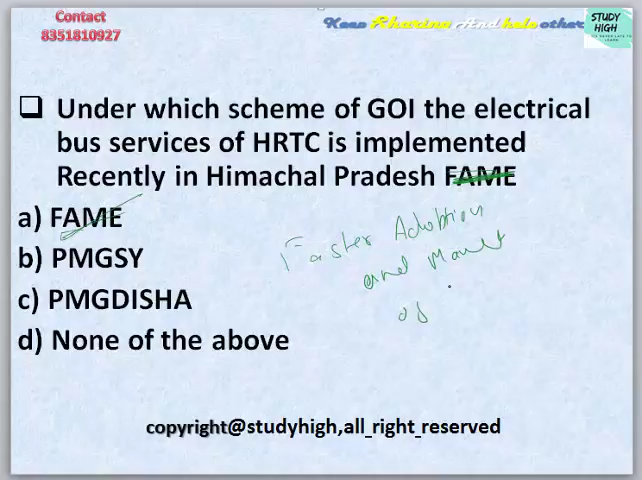 Contact
8351810927
Keep Sharing And help other
STUDY
HIGH
Under which scheme of GOI the electrical
bus services of HRTC is implemented
Recently in Himachal Pradesh FAME
a) FAME
b) PMGSY
c) PMGDISHA
d) None of the above
Faster Adobtion
and Manut
of
copyright@studyhigh,all_right_reserved